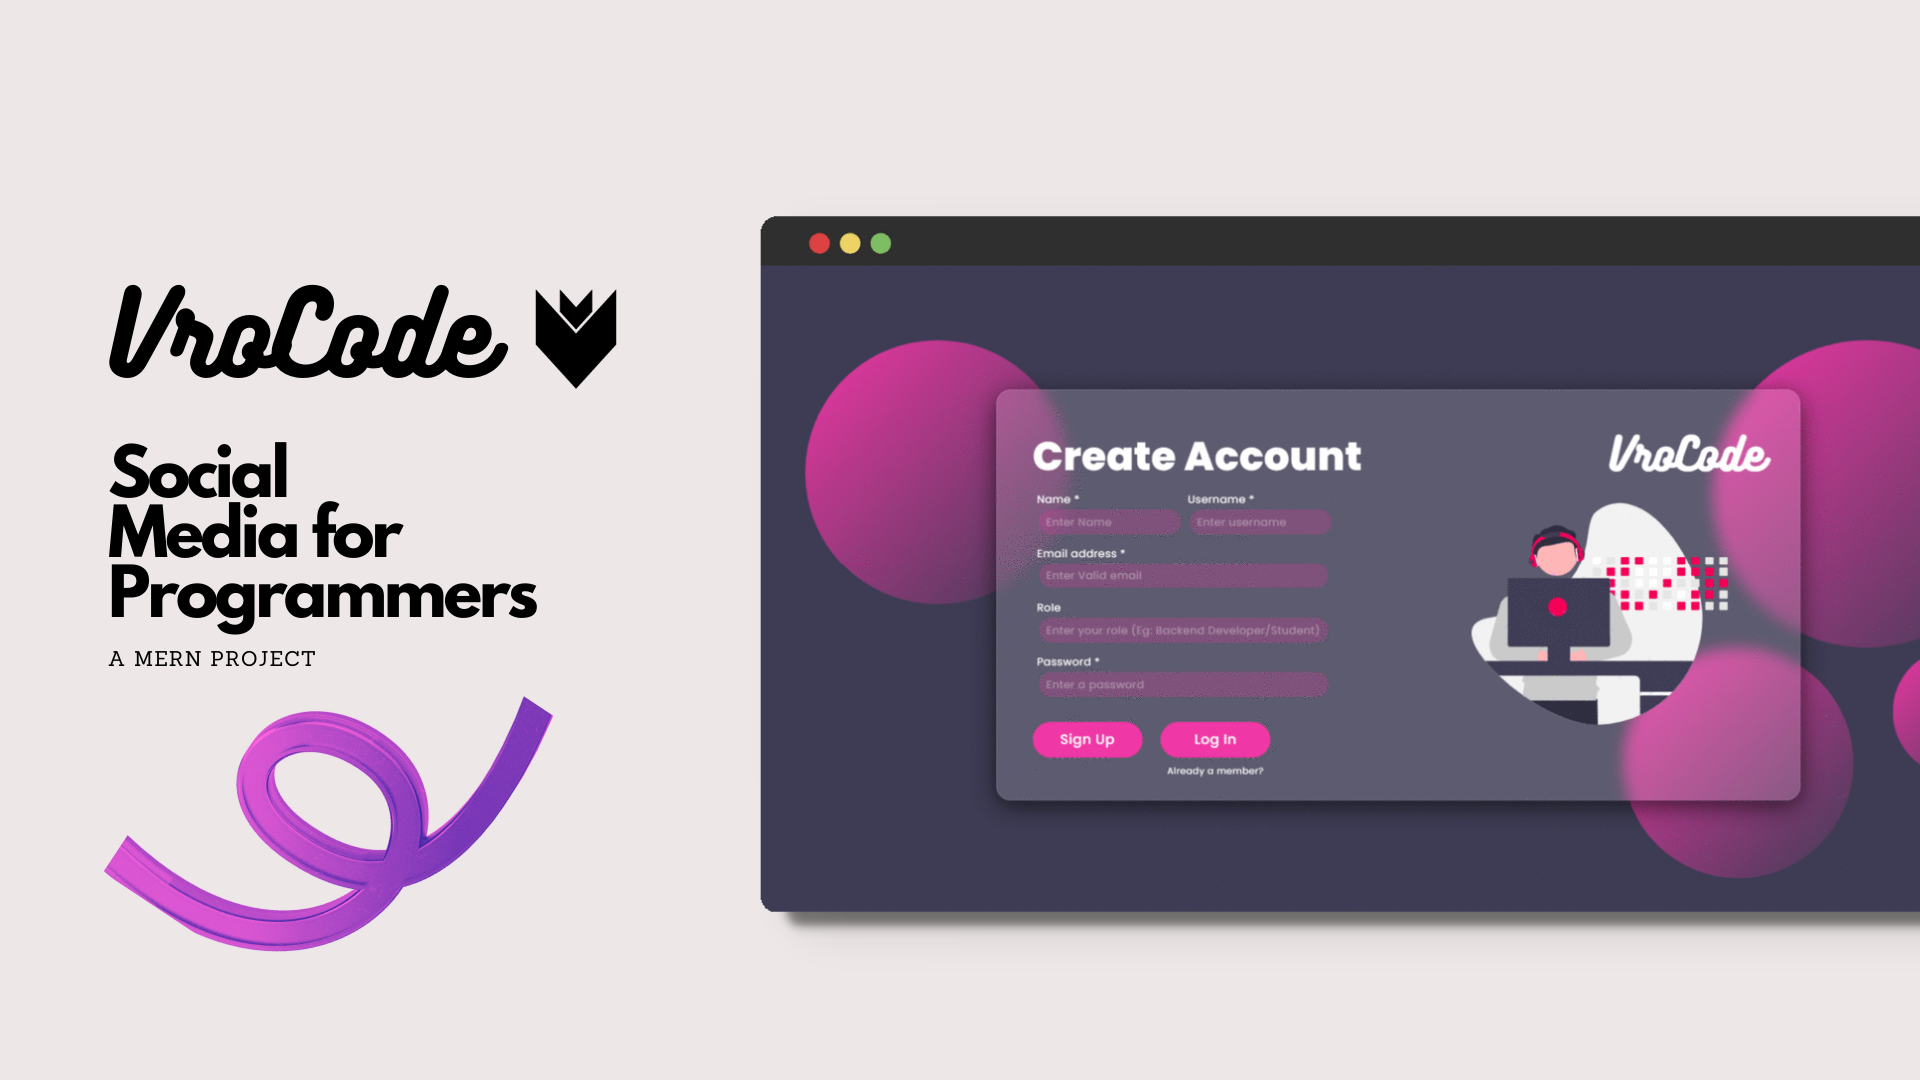 VroCode
Social
Media for
Programmers
A MERN PROJECT
Create Account
VroCode
Name * Username *
Enter Name Enter username
Email address *
Enter Valid email
Role
Enter your role (Eg: Backend Developer/Student)
Password *
Enter a password
Sign Up Log In
Already a member?